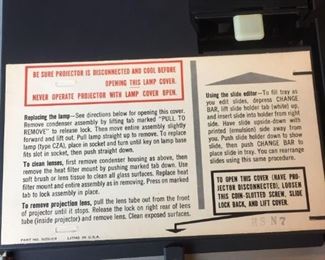 BE SURE PROJECTOR IS DISCONNECTED AND COOL BEFORE
OPENING THIS LAMP COVER.
NEVER OPERATE PROJECTOR WITH LAMP COVER OPEN.
Replacing the lamp—See directions below for opening this cover.
Remove condenser assembly by lifting tab marked "PULL TO
REMOVE" to release lock. Then move entire assembly slightly
forward and lift out. Pull lamp straight up to remove. To replace
lamp (type CZA), place in socket and turn until key on lamp base
fits slot in socket, then push straight down.
To clean lenses, first remove condenser housing as above, then
remove the heat filter mount by pushing marked tab down. Use
soft brush or lens tissue to clean all glass surfaces. Replace heat
filter mount and entire assembly as in removing. Press on marked
tab to lock assembly in place.
To remove projection lens, pull the lens tube out from the front
of projector until it stops. Release the lock on right rear of lens
tube (inside projector) and remove lens. Clean exposed surfaces.
PART NO.
LITHO IN U.S.A.
Using the slide editor—To fill tray as
you edit slides, depress CHANGE
BAR, lift slide holder tab (white) up,
and insert slide into holder from right
side. Have slide upside-down with
printed (emulsion) side away from
you. Then push CHANGE BAR to
place slide in tray. You can rearrange
slides using this same procedure.
TO OPEN THIS COVER (HAVE PRO-
JECTOR DISCONNECTED), LOOSEN
THIS COIN-SLOTTED SCREW, SLIDE
LOCK BACK, AND LIFT COVER.